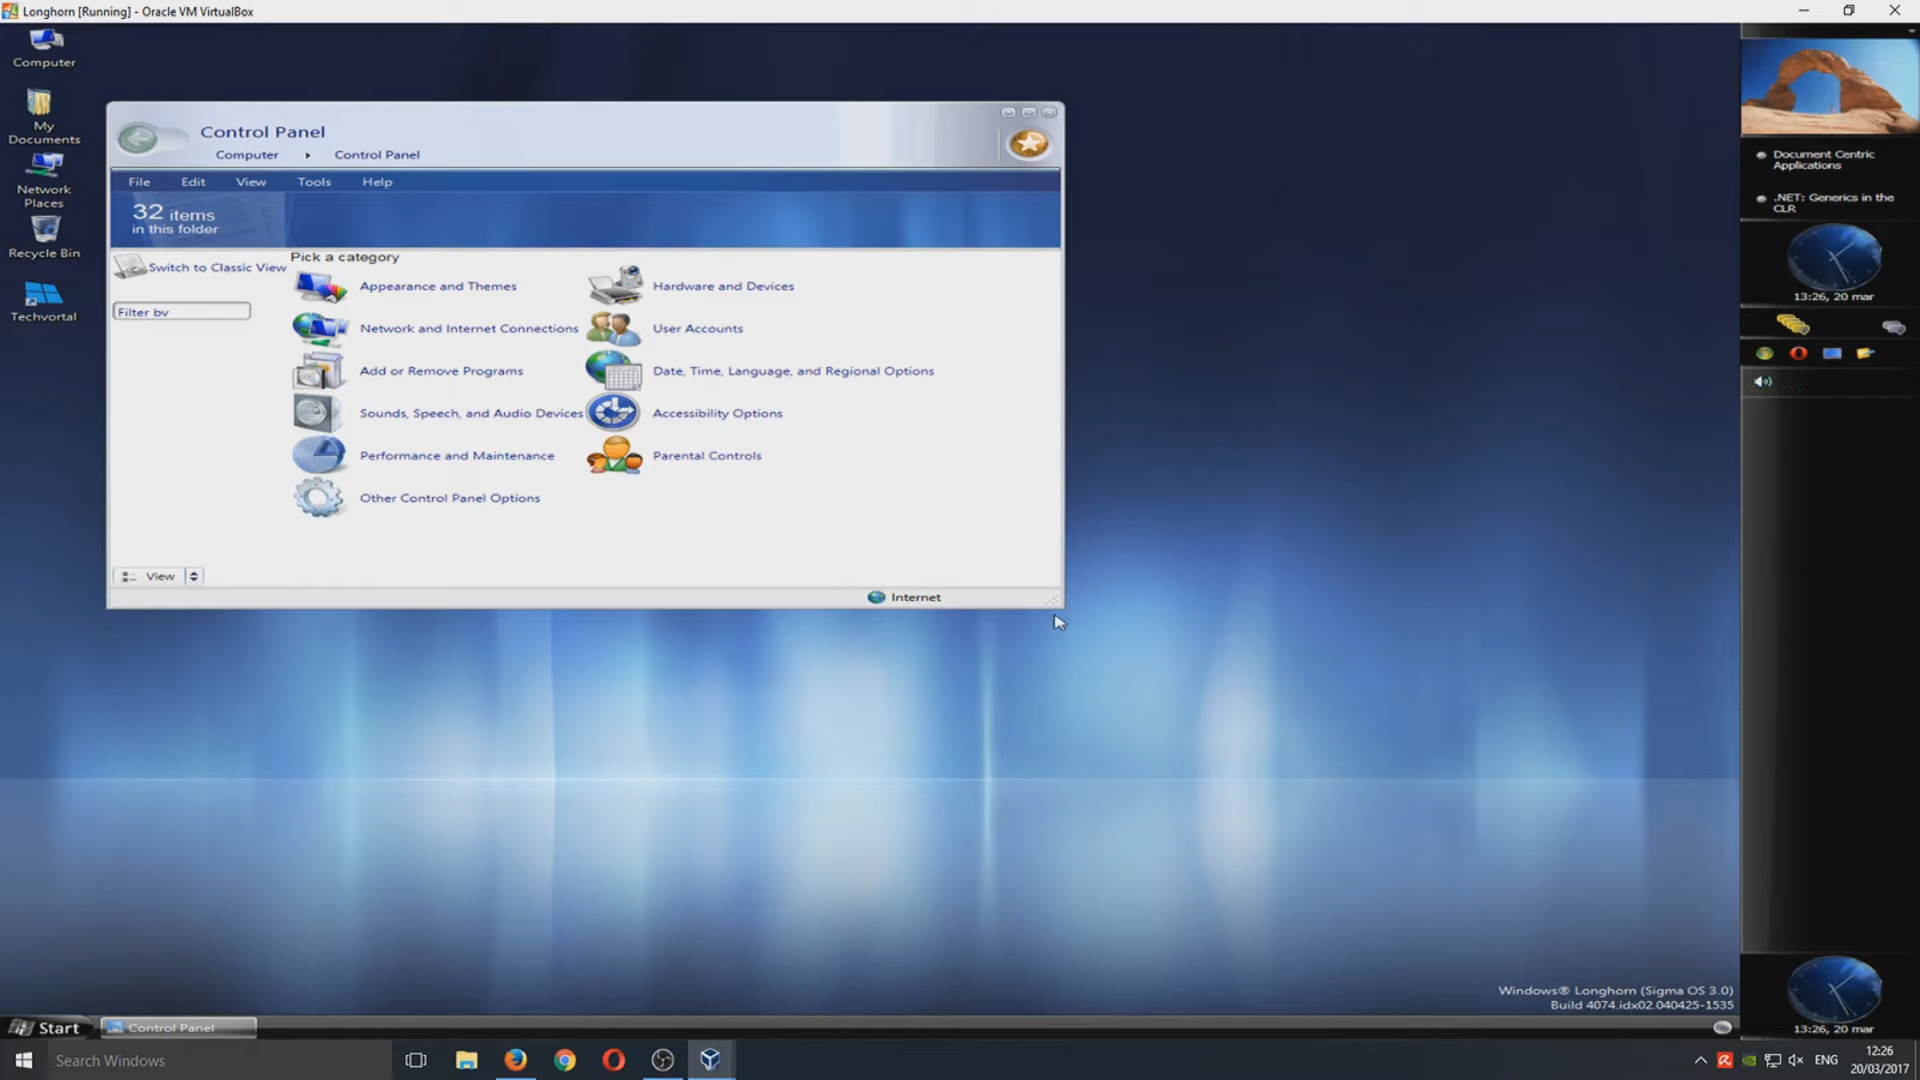 Longhorn [Running] - Oracle VM VirtualBox
Computer
My
Documents
Network
Places
Recycle Bin
Techvortal
Control Panel
Computer
Control Panel
File
Edit
View
Tools
Help
32 items
in this folder
Switch to Classic View
Filter by
Pick a category
Appearance and Themes
Hardware and Devices
Network and Internet Connections
User Accounts
Add or Remove Programs
Date, Time, Language, and Regional Options
Sounds, Speech, and Audio Devices
Accessibility Options
Performance and Maintenance
Parental Controls
Other Control Panel Options
View
Internet
Document Centric
Applications
.NET: Generics in the
CLR
13:26, 20 mar
Windows® Longhorn (Sigma OS 3.0)
Build 4074.idx02.040425-1535
13:26, 20 mar
Start
Control Panel
Search Windows
ENG
12:26
20/03/2017